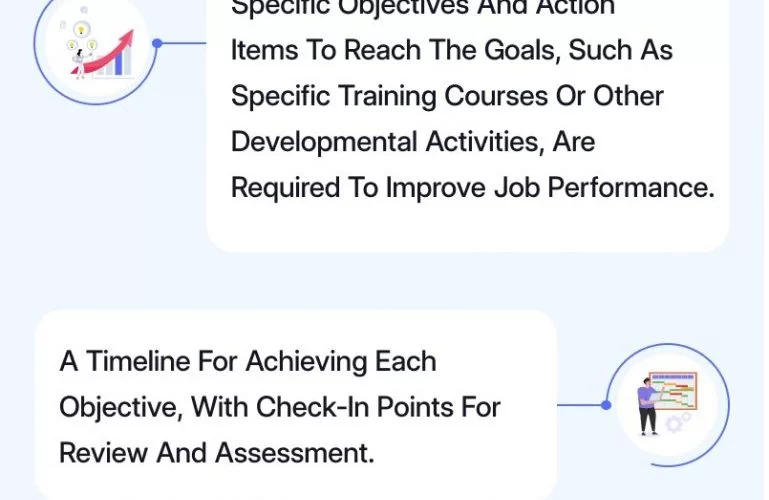 Specific Objectives And Action
Items To Reach The Goals, Such As
Specific Training Courses Or Other
Developmental Activities, Are
Required To Improve Job Performance.
A Timeline For Achieving Each
Objective, With Check-In Points For
Review And Assessment.